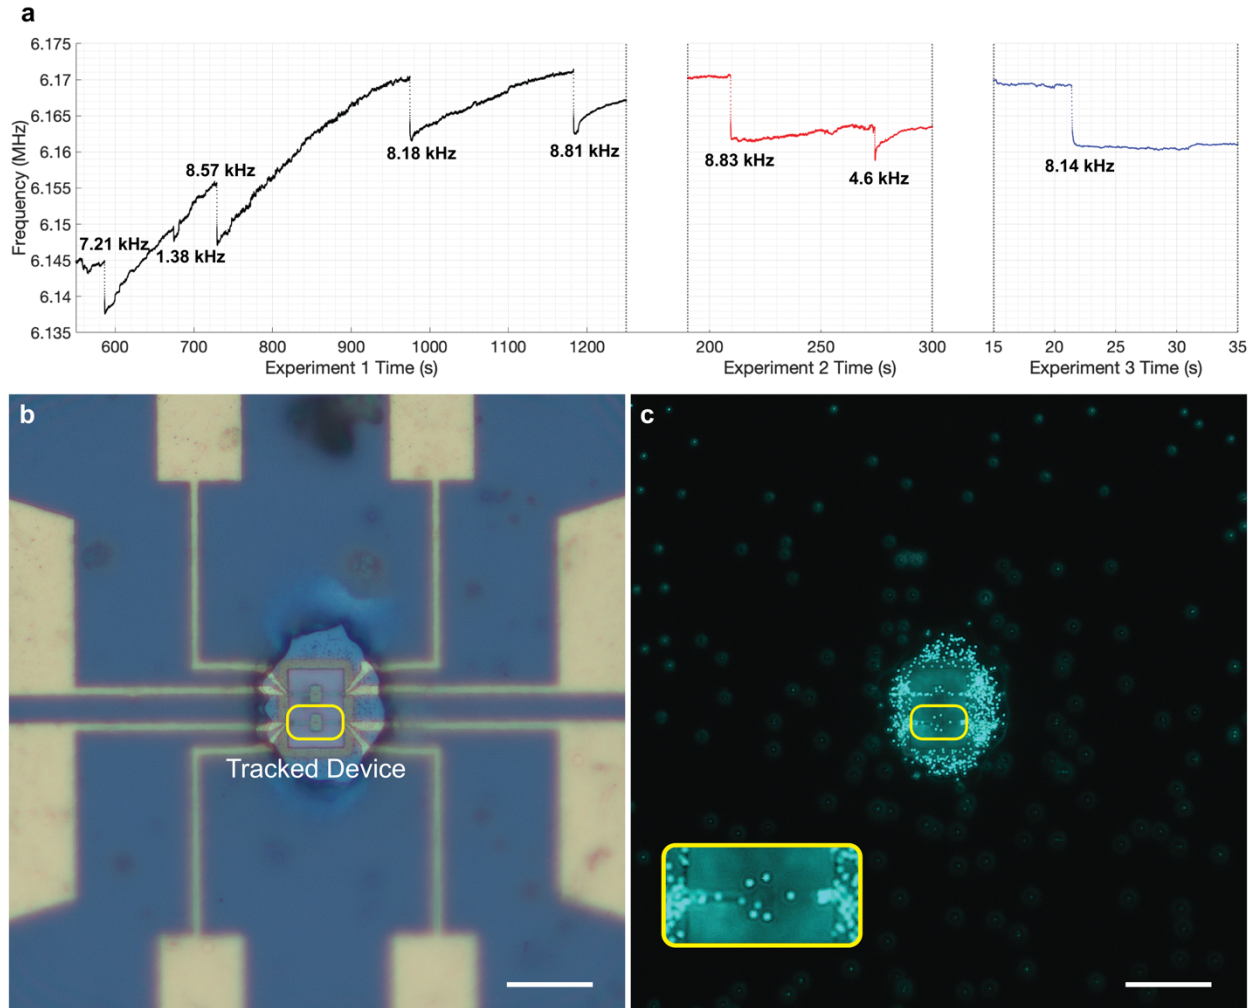 a
6.175
6.17
6.165
6.16
6.155
6.15
6.145
6.14
6.135
Frequency (MHz)
7.21 kHz
1.38 kHz
8.57 kHz
8.18 kHz
8.81 kHz
600 700 800 900 1000 1100 1200
Experiment 1 Time (s)
8.83 kHz
4.6 kHz
200 250 300
Experiment 2 Time (s)
8.14 kHz
15 20 25 30 35
Experiment 3 Time (s)
b
Tracked Device
c